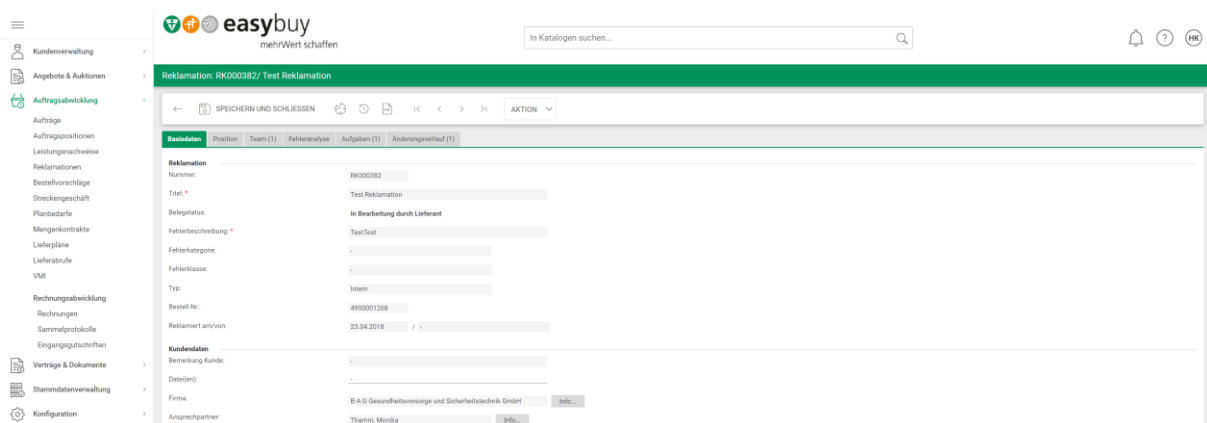 easybuy
mehrWert schaffen
In Katalogen suchen...
?
HK
Kundenverwaltung
Angebote & Auktionen
Auftragsabwicklung
Aufträge
Auftragspositionen
Leistungsnachweise
Reklamationen
Bestellvorschläge
Streckengeschäft
Planbedarfe
Mengenkontrakte
Lieferpläne
Lieferabrufe
VMI
Rechnungsabwicklung
Rechnungen
Sammelprotokolle
Eingangsgutschriften
Verträge & Dokumente
Stammdatenverwaltung
Konfiguration
Reklamation: RK000382/ Test Reklamation
SPEICHERN UND SCHLIESSEN
AKTION
Basisdaten Position Team (1) Fehleranalyse Aufgaben (1) Änderungsverlauf (1)
Reklamation
Nummer: RK000382
Titel: * Test Reklamation
Belegstatus: In Bearbeitung durch Lieferant
Fehlerbeschreibung: * TestTest
Fehlerkategorie: -
Fehlerklasse: -
Typ: Intern
Bestell-Nr.: 4900001268
Reklamiert am/von: 23.04.2018 / -
Kundendaten
Bemerkung Kunde: -
Datei(en): -
Firma: B·A·D Gesundheitsvorsorge und Sicherheitstechnik GmbH Info...
Ansprechpartner: Thamm, Monika Info...